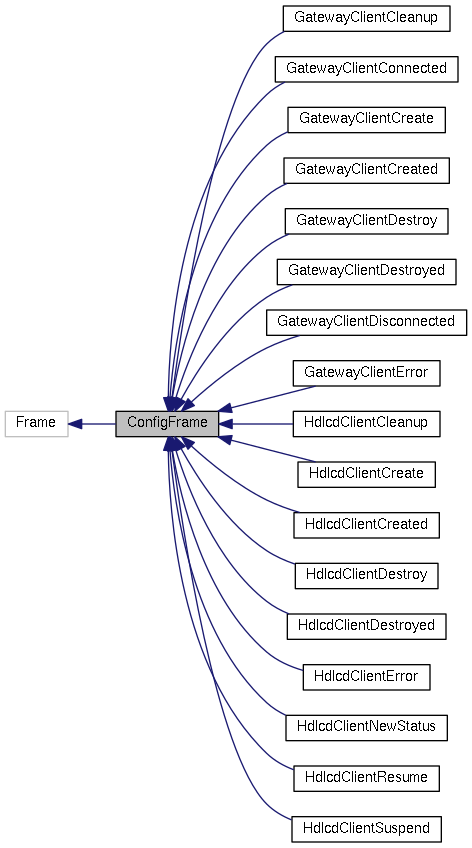 GatewayClientCleanup
GatewayClientConnected
GatewayClientCreate
GatewayClientCreated
GatewayClientDestroy
GatewayClientDestroyed
GatewayClientDisconnected
GatewayClientError
Frame
ConfigFrame
HdlcdClientCleanup
HdlcdClientCreate
HdlcdClientCreated
HdlcdClientDestroy
HdlcdClientDestroyed
HdlcdClientError
HdlcdClientNewStatus
HdlcdClientResume
HdlcdClientSuspend